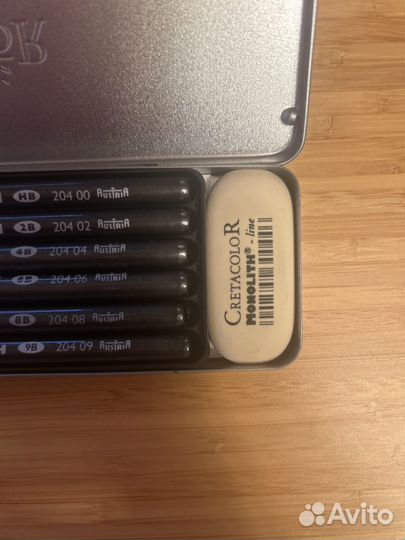 HB 204 00 AUSTRIA
2B 204 02 AUSTRIA
4B 204 04 AUSTRIA
6B 204 06 AUSTRIA
8B 204 08 AUSTRIA
H 9B 204 09 AUSTRIA
CRETACOLOR
MONOLITH® - line
Avito